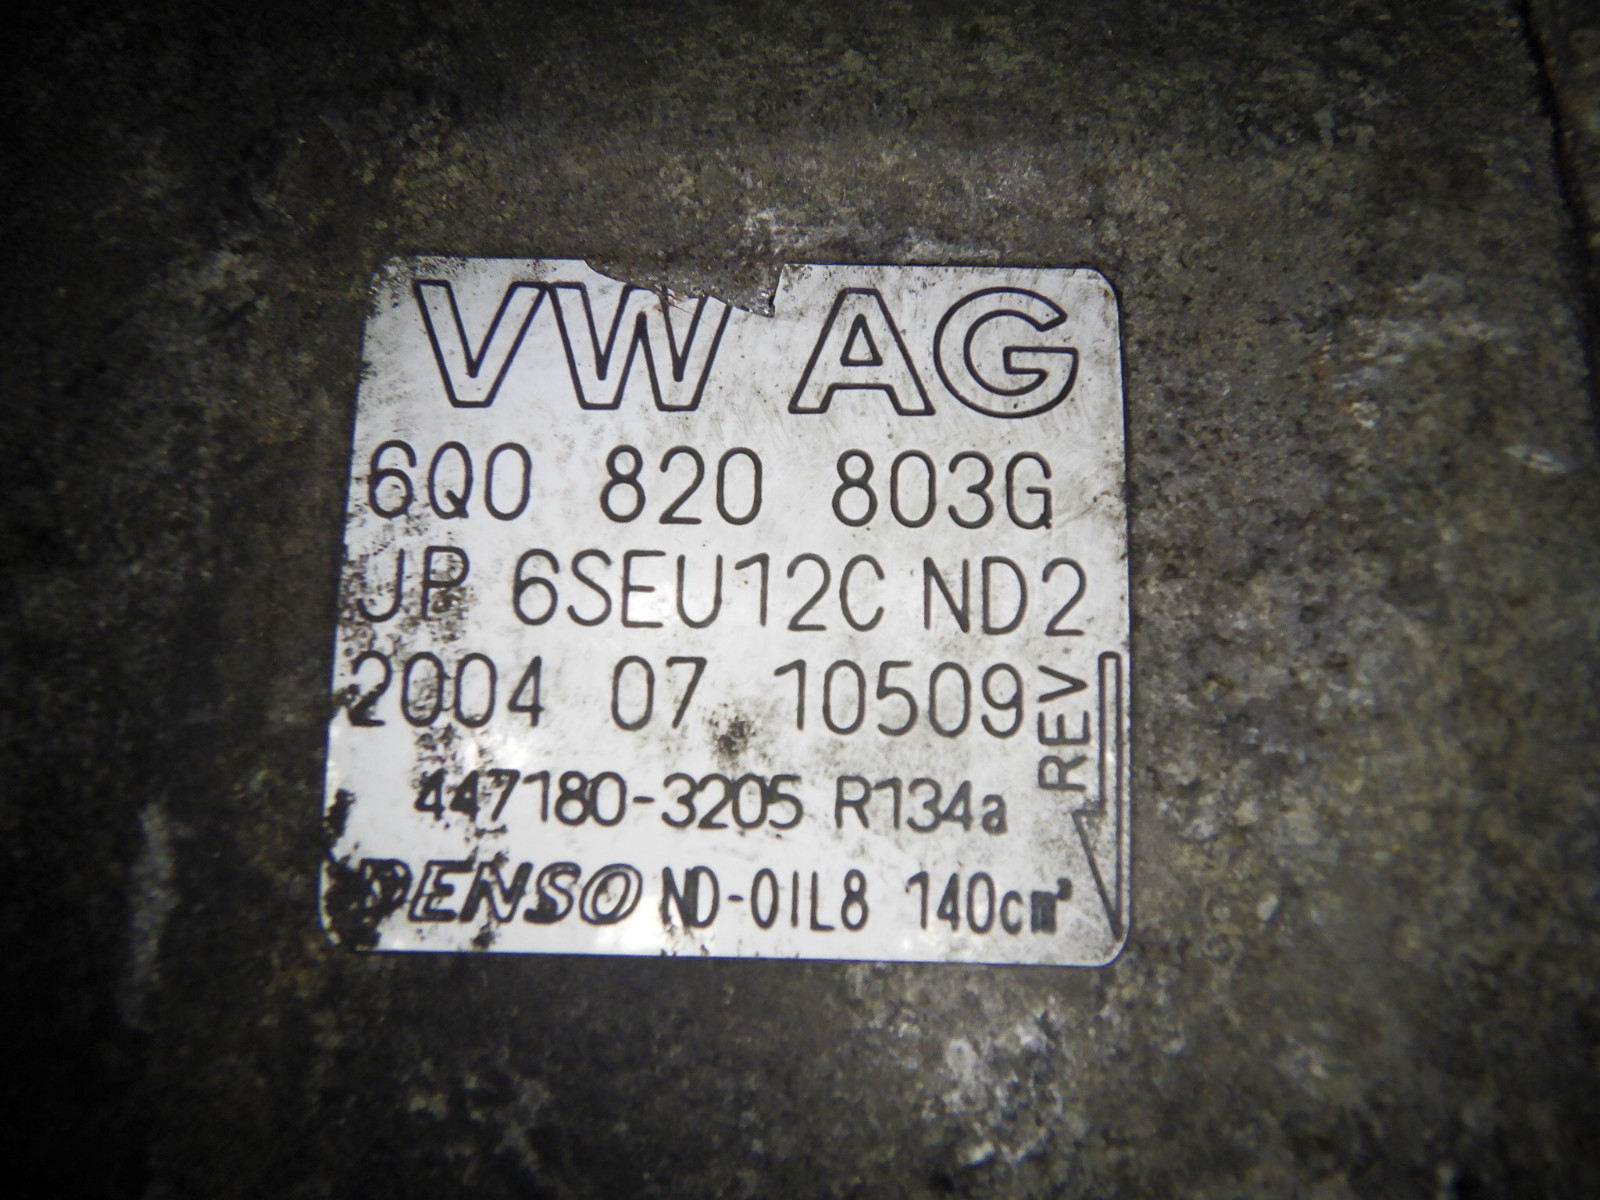 VW AG
6Q0 820 803G
JP 6SEU12C ND2
2004 07 10509
REV
447180-3205 R134a
DENSO ND-OIL8 140cm³